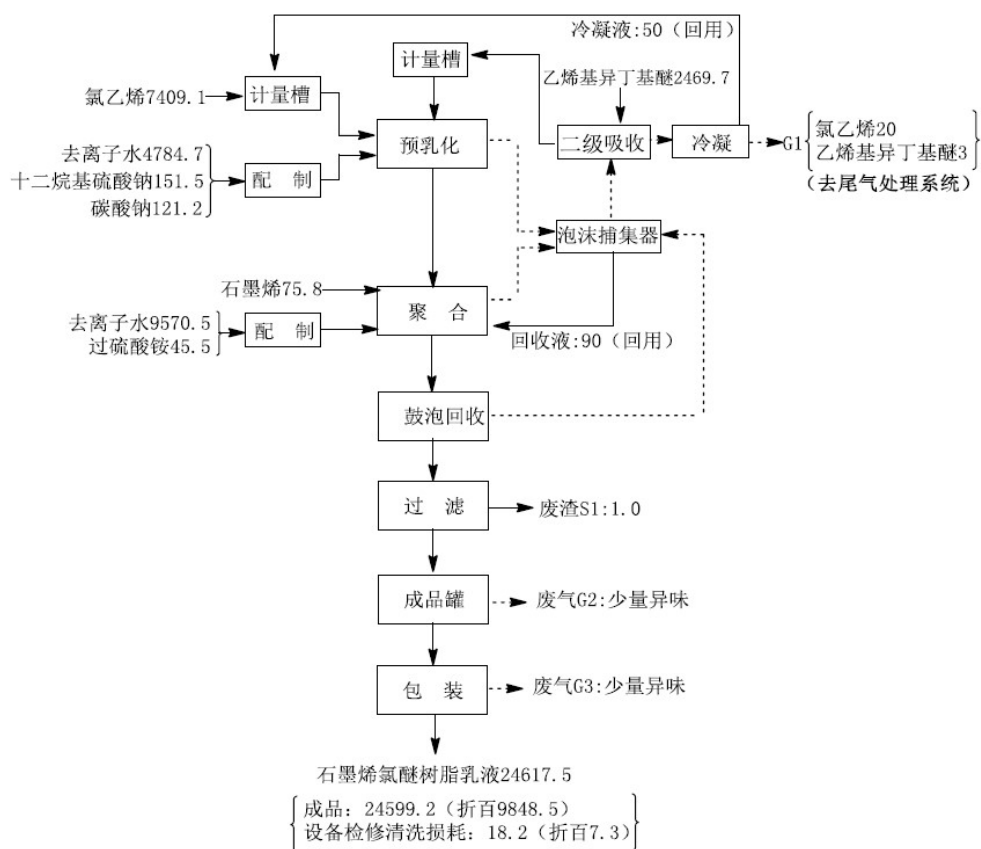 冷凝液:50（回用）
计量槽
乙烯基异丁基醚2469.7
氯乙烯7409.1
计量槽
预乳化
二级吸收
冷凝
G1
氯乙烯20
乙烯基异丁基醚3
（去尾气处理系统）
去离子水4784.7
十二烷基硫酸钠151.5
碳酸钠121.2
配 制
泡沫捕集器
石墨烯75.8
聚 合
去离子水9570.5
过硫酸铵45.5
配 制
回收液:90（回用）
鼓泡回收
过 滤
废渣S1:1.0
成品罐
废气G2:少量异味
包 装
废气G3:少量异味
石墨烯氯醚树脂乳液24617.5
成品：24599.2（折百9848.5）
设备检修清洗损耗：18.2（折百7.3）